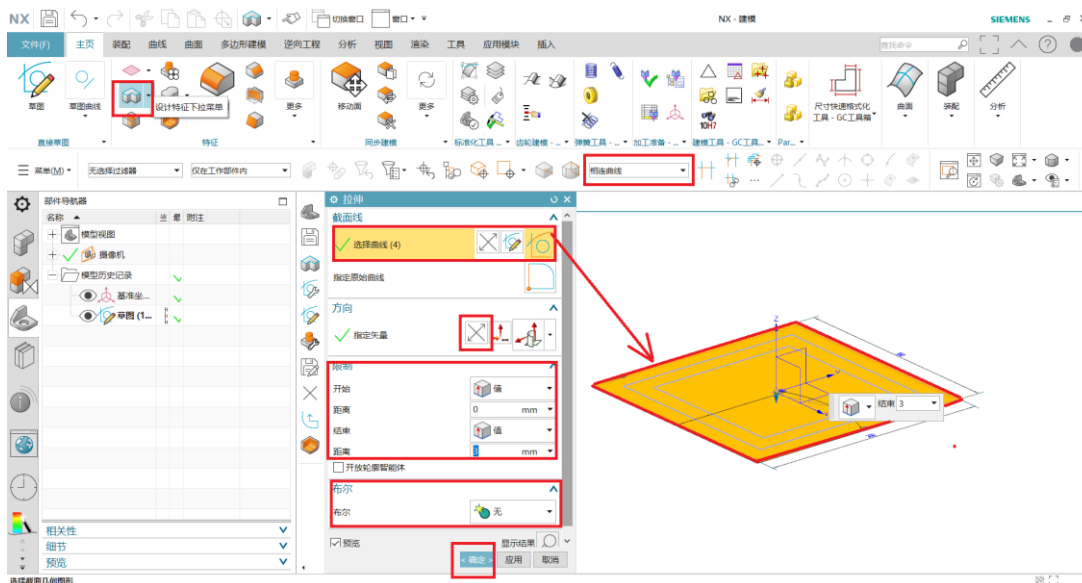 NX
切换窗口
窗口
NX - 建模
SIEMENS
文件(F) 主页 装配 曲线 曲面 多边形建模 逆向工程 分析 视图 渲染 工具 应用模块 插入
查找命令
草图
草图曲线
设计特征下拉菜单
更多
移动面
更多
10H7
尺寸快速格式化
工具 - GC工具箱
曲面
装配
分析
直接草图
特征
同步建模
标准化工具 ...
齿轮建模 - ...
弹簧工具 - ...
加工准备 - ...
建模工具 - GC工具...
Par...
菜单(M)
无选择过滤器
仅在工作部件内
相连曲线
部件导航器
名称
附注
模型视图
摄像机
模型历史记录
基准坐...
草图 (1...
相关性
细节
预览
拉伸
截面线
选择曲线 (4)
指定原始曲线
方向
指定矢量
限制
开始 值
距离 0 mm
结束 值
距离 3 mm
开放轮廓智能体
布尔
布尔 无
预览 显示结果
< 确定 > 应用 取消
Z
结束 3
选择截面几何图形